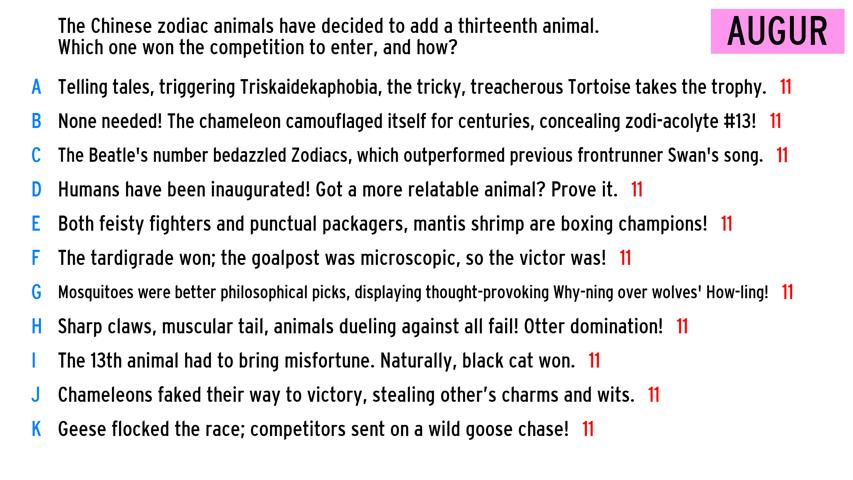 The Chinese zodiac animals have decided to add a thirteenth animal.
Which one won the competition to enter, and how?
AUGUR
A Telling tales, triggering Triskaidekaphobia, the tricky, treacherous Tortoise takes the trophy. 11
B None needed! The chameleon camouflaged itself for centuries, concealing zodi-acolyte #13! 11
C The Beatle's number bedazzled Zodiacs, which outperformed previous frontrunner Swan's song. 11
D Humans have been inaugurated! Got a more relatable animal? Prove it. 11
E Both feisty fighters and punctual packagers, mantis shrimp are boxing champions! 11
F The tardigrade won; the goalpost was microscopic, so the victor was! 11
G Mosquitoes were better philosophical picks, displaying thought-provoking Why-ning over wolves' How-ling! 11
H Sharp claws, muscular tail, animals dueling against all fail! Otter domination! 11
I The 13th animal had to bring misfortune. Naturally, black cat won. 11
J Chameleons faked their way to victory, stealing other’s charms and wits. 11
K Geese flocked the race; competitors sent on a wild goose chase! 11